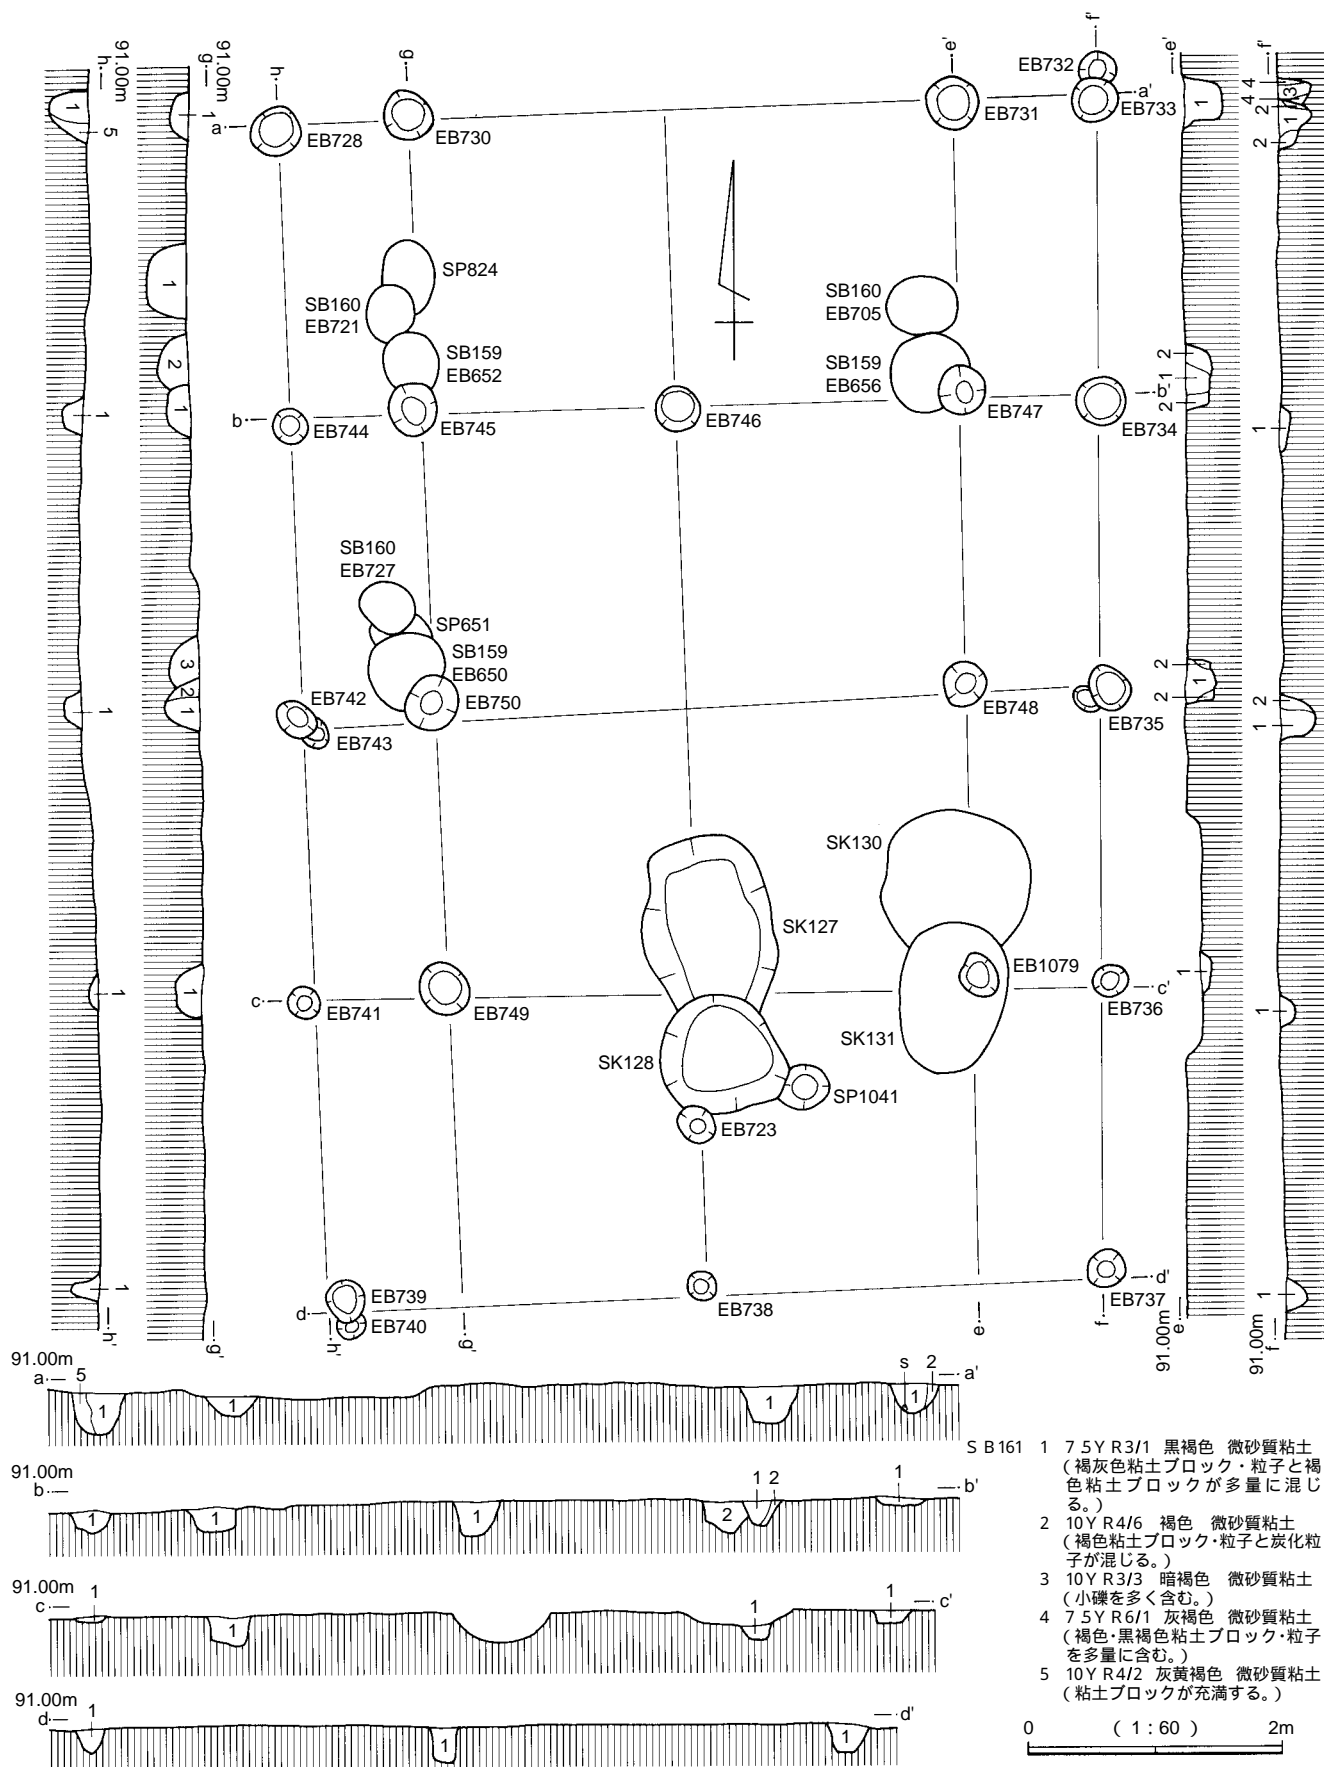 91.00m
h
91.00m
g
h
g
e'
f'
e'
f'
EB732
a'
EB733
EB731
a
EB728
EB730
1
5
1
1
4
3
4
2
1
2
SP824
SB160
EB721
SB159
EB652
SB160
EB705
SB159
EB656
1
2
1
1
2
1
2
b'
b
EB744
EB745
EB746
EB747
EB734
1
SB160
EB727
SP651
SB159
EB650
EB750
EB742
EB743
EB748
EB735
3
2
1
1
2
1
2
2
1
SK130
SK127
EB1079
c'
c
EB741
EB749
EB736
SK128
SK131
SP1041
EB723
1
1
1
1
EB739
d
EB740
EB738
EB737
d'
1
1
h'
g'
h'
g'
e
f
91.00m
e
91.00m
f
91.00m
a
5
1
1
1
s
2
1
a'
91.00m
b
1
1
1
2
1
2
1
b'
91.00m
c
1
1
1
1
c'
91.00m
d
1
1
1
d'
SB161 1 7.5YR3/1 黒褐色 微砂質粘土
(褐灰色粘土ブロック・粒子と褐
色粘土ブロックが多量に混じ
る。)
2 10YR4/6 褐色 微砂質粘土
(褐色粘土ブロック・粒子と炭化粒
子が混じる。)
3 10YR3/3 暗褐色 微砂質粘土
(小礫を多く含む。)
4 7.5YR6/1 灰褐色 微砂質粘土
(褐色・黒褐色粘土ブロック・粒子
を多量に含む。)
5 10YR4/2 灰黄褐色 微砂質粘土
(粘土ブロックが充満する。)
0 (1:60) 2m